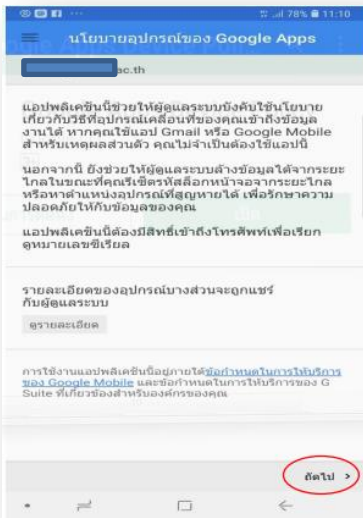 78% 11:10
นโยบายอุปกรณ์ของ Google Apps
ac.th
แอปพลิเคชันนี้ช่วยให้ผู้ดูแลระบบบังคับใช้นโยบาย
เกี่ยวกับวิธีที่อุปกรณ์เคลื่อนที่ของคุณเข้าถึงข้อมูล
งานได้ หากคุณใช้แอป Gmail หรือ Google Mobile
สำหรับเหตุผลส่วนตัว คุณไม่จำเป็นต้องใช้แอปนี้
นอกจากนี้ ยังช่วยให้ผู้ดูแลระบบล้างข้อมูลได้จากระยะ
ไกลในขณะที่คุณรีเซ็ตรหัสล็อกหน้าจอจากระยะไกล
หรือหาตำแหน่งอุปกรณ์ที่สูญหายได้ เพื่อรักษาความ
ปลอดภัยให้กับข้อมูลของคุณ
แอปพลิเคชันนี้ต้องมีสิทธิ์เข้าถึงโทรศัพท์เพื่อเรียก
ดูหมายเลขซีเรียล
รายละเอียดของอุปกรณ์บางส่วนจะถูกแชร์
กับผู้ดูแลระบบ
ดูรายละเอียด
การใช้งานแอปพลิเคชันนี้อยู่ภายใต้ข้อกำหนดในการให้บริการ
ของ Google Mobile และข้อกำหนดในการให้บริการของ G
Suite ที่เกี่ยวข้องสำหรับองค์กรของคุณ
ถัดไป >